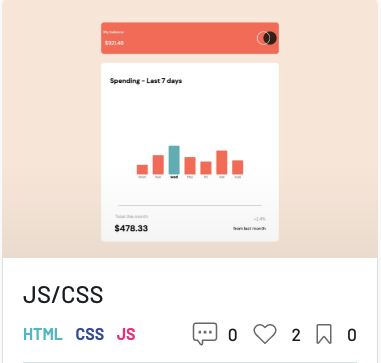 My balance
$921.48
Spending - Last 7 days
mon tue wed thu fri sat sun
Total this month
+2.4%
$478.33
from last month
JS/CSS
HTML CSS JS
0 2 0